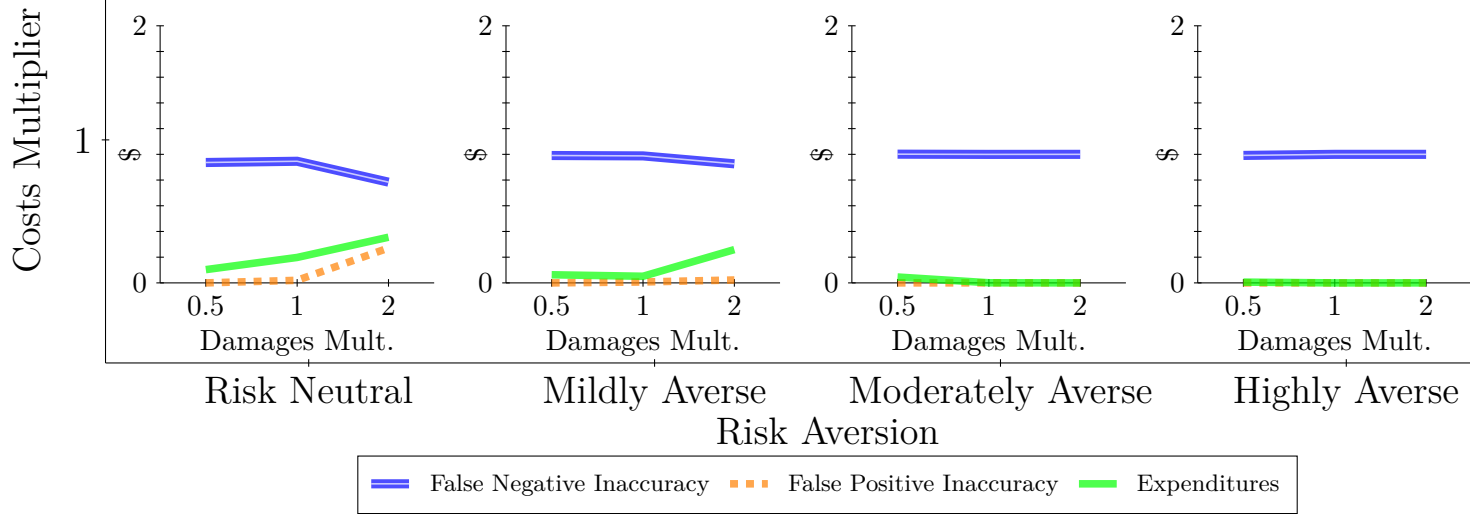 Costs Multiplier
1
2
$
0
0.5 1 2
Damages Mult.
2
$
0
0.5 1 2
Damages Mult.
2
$
0
0.5 1 2
Damages Mult.
2
$
0
0.5 1 2
Damages Mult.
Risk Neutral
Mildly Averse
Moderately Averse
Highly Averse
Risk Aversion
False Negative Inaccuracy
False Positive Inaccuracy
Expenditures